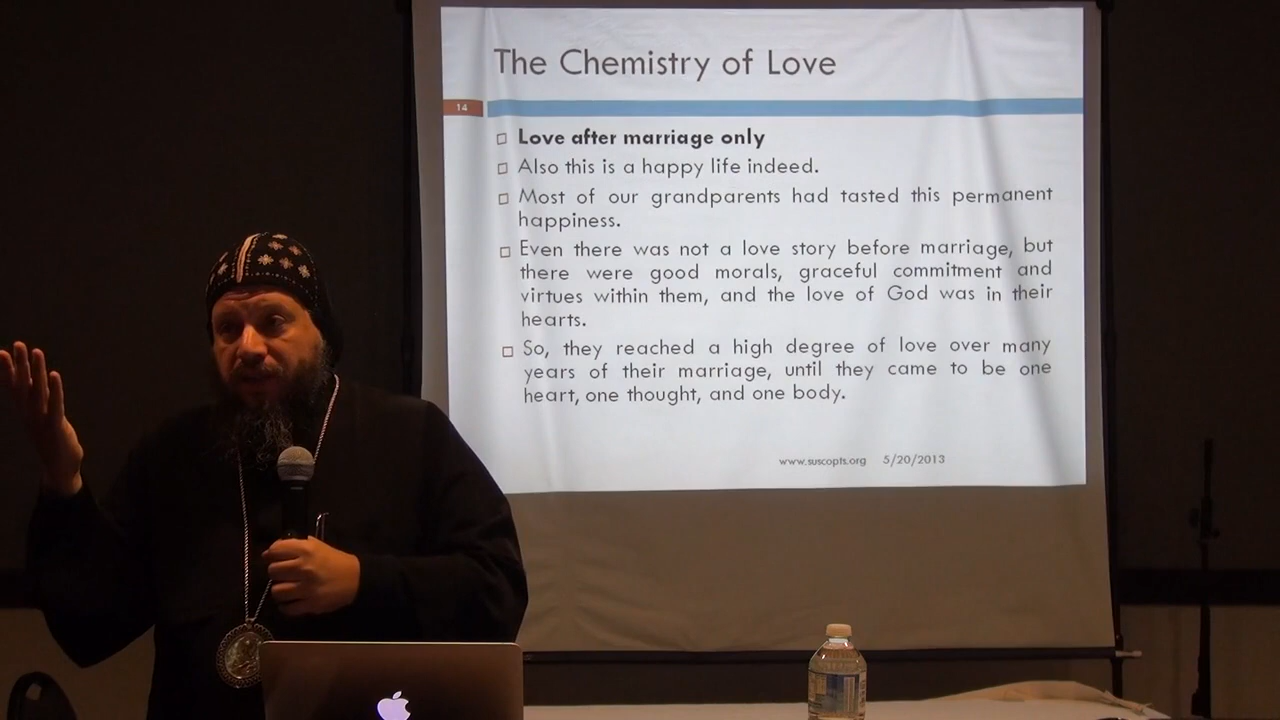 The Chemistry of Love
14
Love after marriage only
Also this is a happy life indeed.
Most of our grandparents had tasted this permanent
happiness.
Even there was not a love story before marriage, but
there were good morals, graceful commitment and
virtues within them, and the love of God was in their
hearts.
So, they reached a high degree of love over many
years of their marriage, until they came to be one
heart, one thought, and one body.
www.suscopts.org 5/20/2013